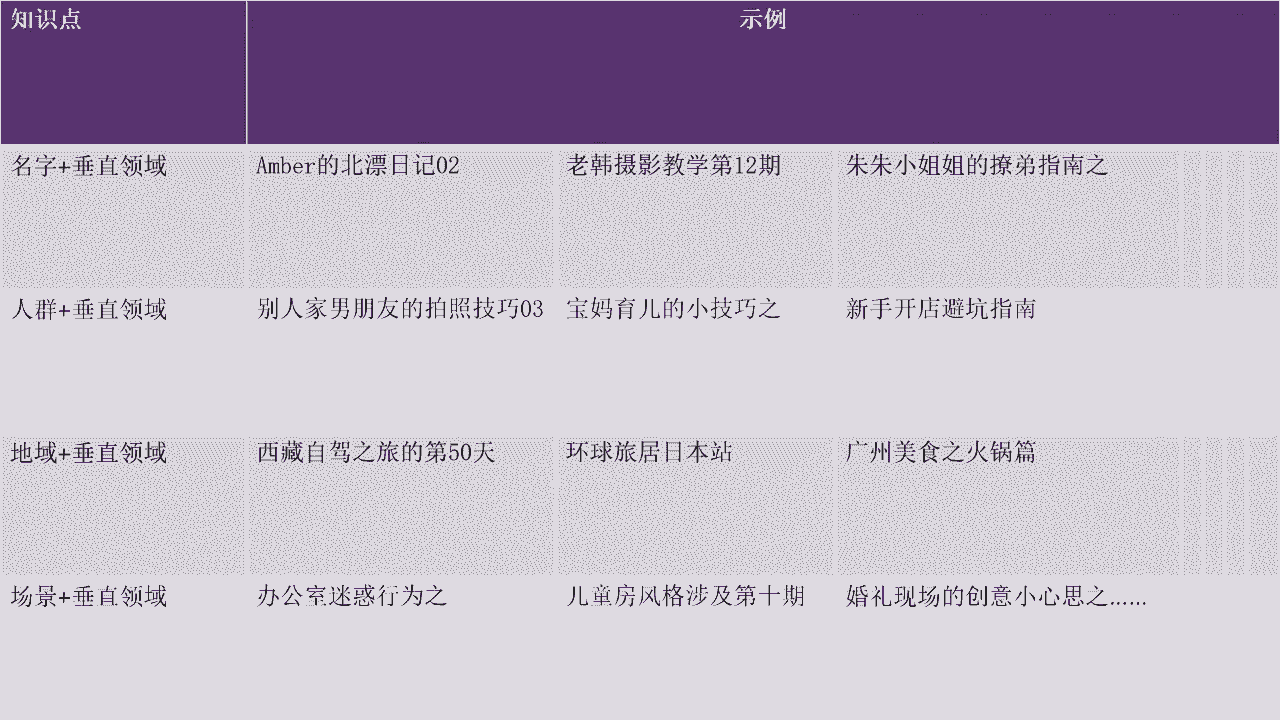 知识点 示例
名字+垂直领域 Amber的北漂日记02 老韩摄影教学第12期 朱朱小姐姐的撩弟指南之
人群+垂直领域 别人家男朋友的拍照技巧03 宝妈育儿的小技巧之 新手开店避坑指南
地域+垂直领域 西藏自驾之旅的第50天 环球旅居日本站 广州美食之火锅篇
场景+垂直领域 办公室迷惑行为之 儿童房风格涉及第十期 婚礼现场的创意小心思之……